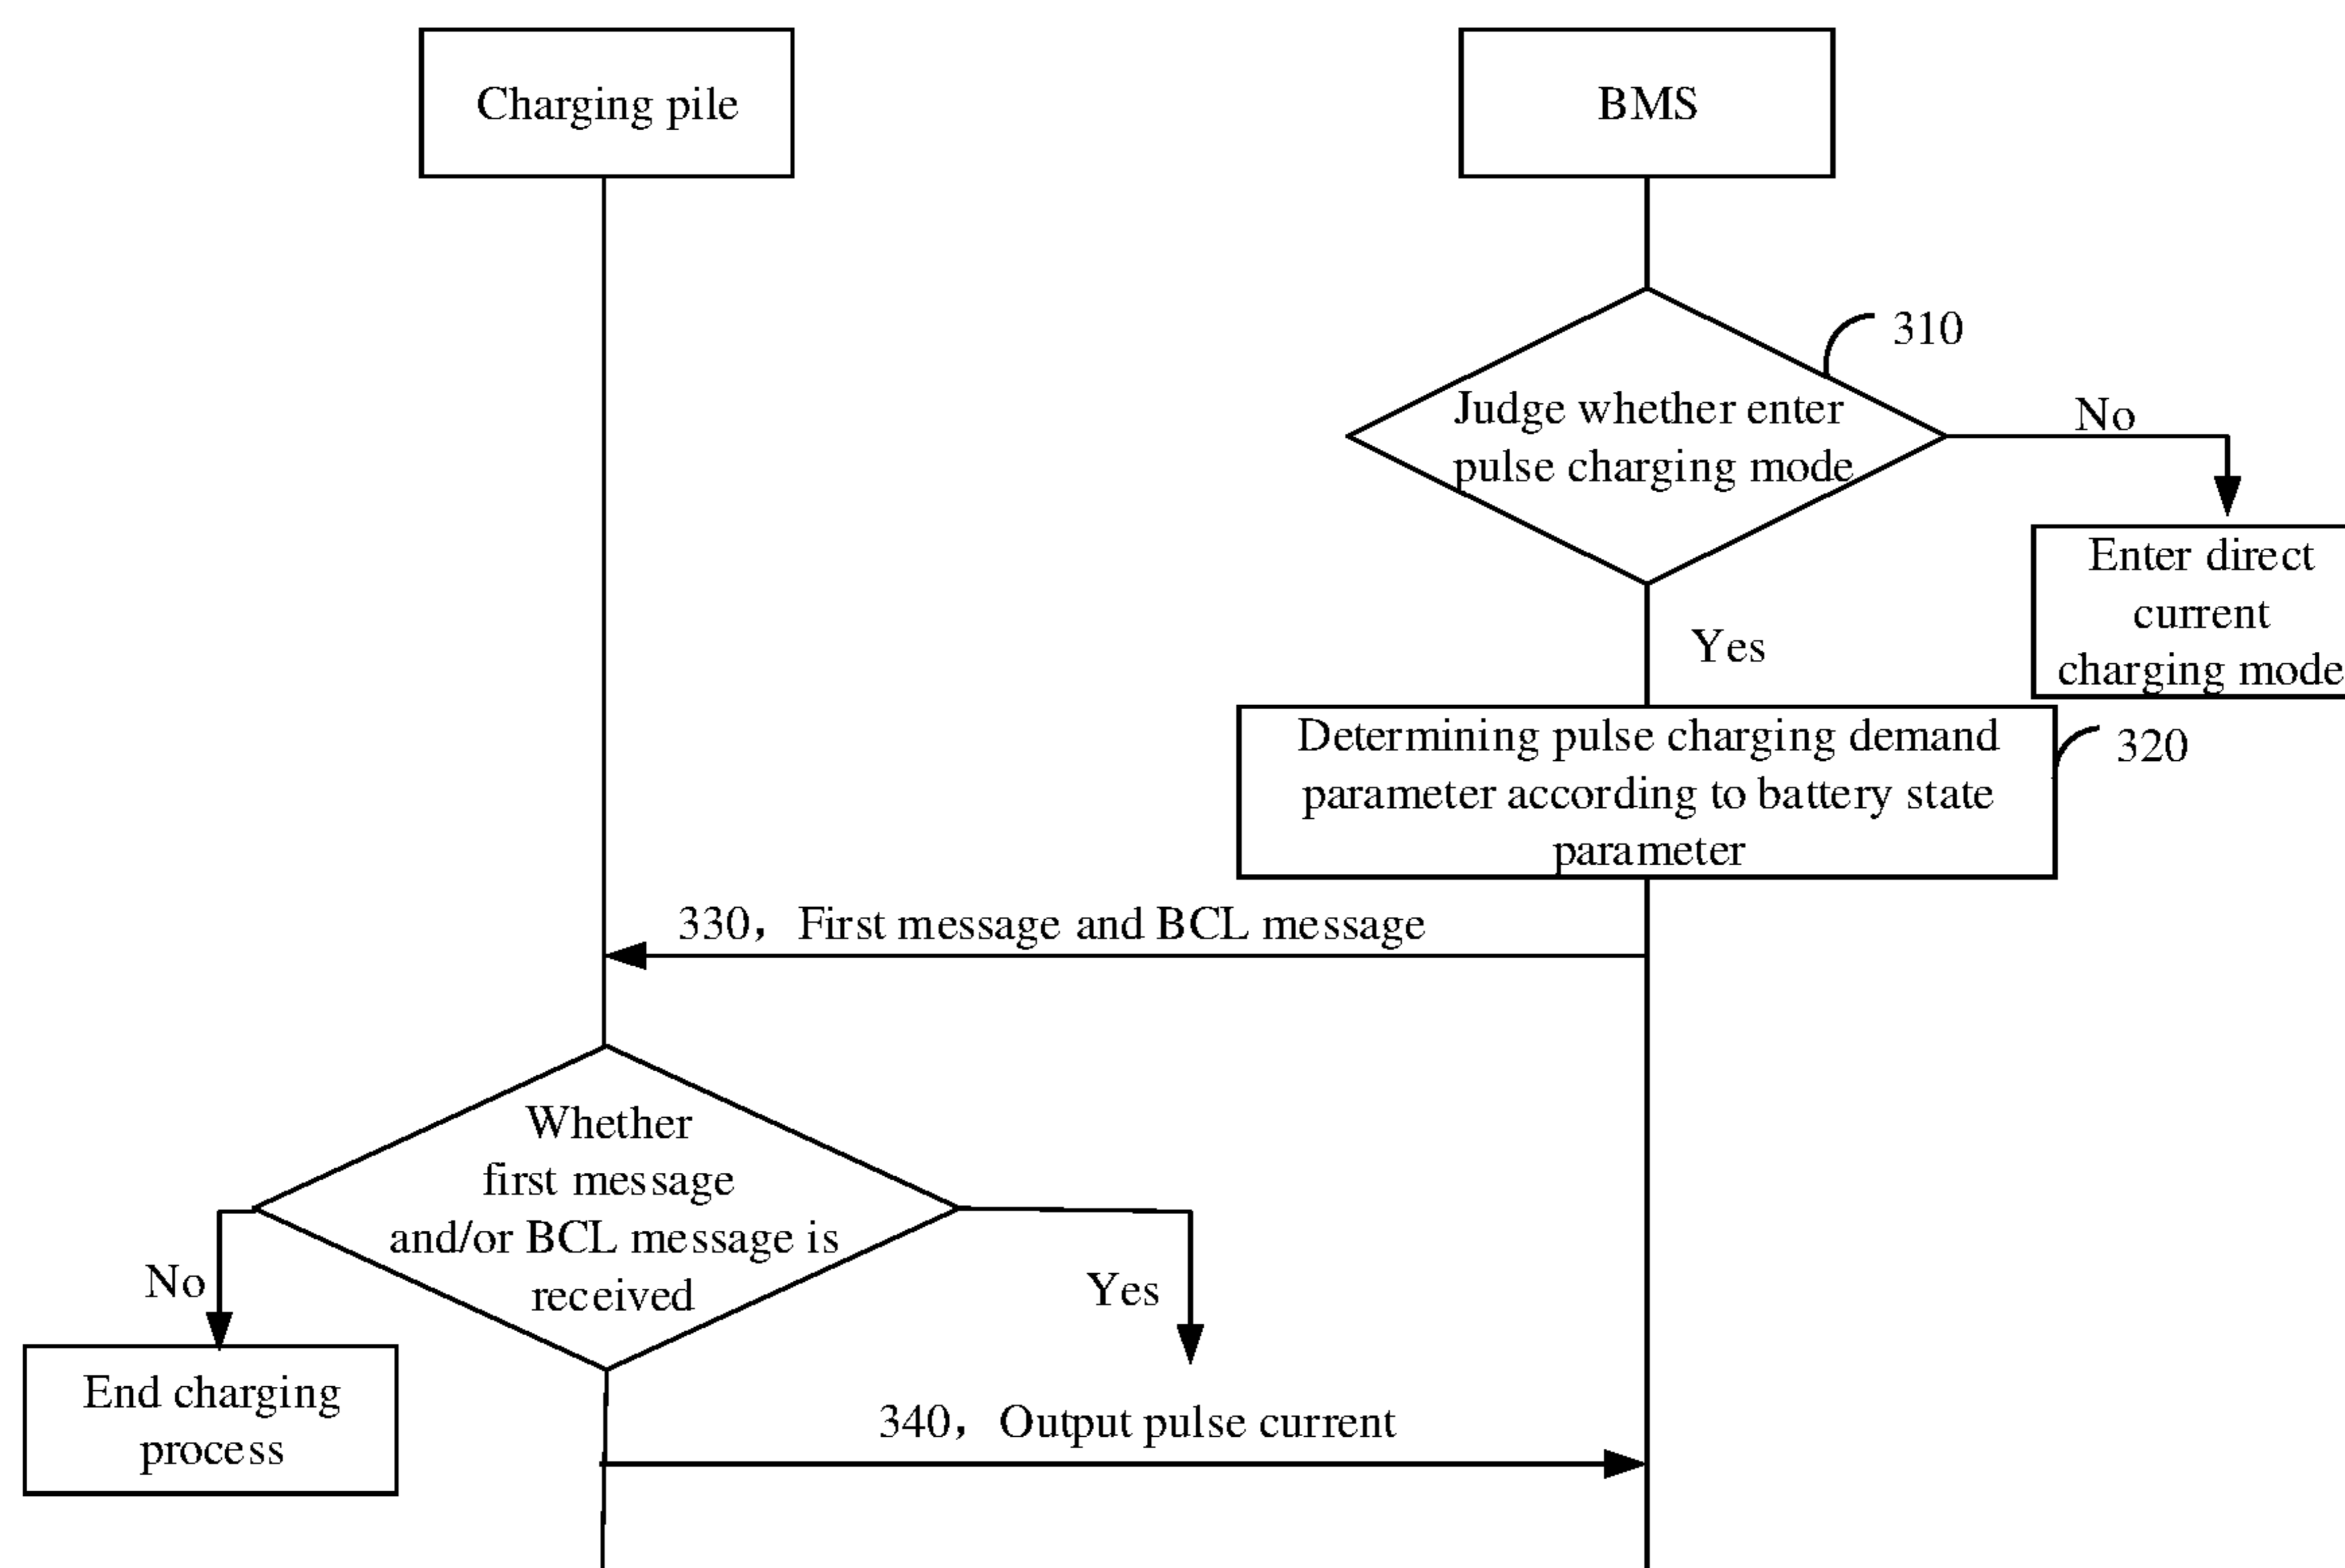 Charging pile
BMS
310
Judge whether enter
pulse charging mode
No
Enter direct
current
charging mode
Yes
Determining pulse charging demand
parameter according to battery state
parameter
320
330, First message and BCL message
Whether
first message
and/or BCL message is
received
No
Yes
End charging
process
340, Output pulse current